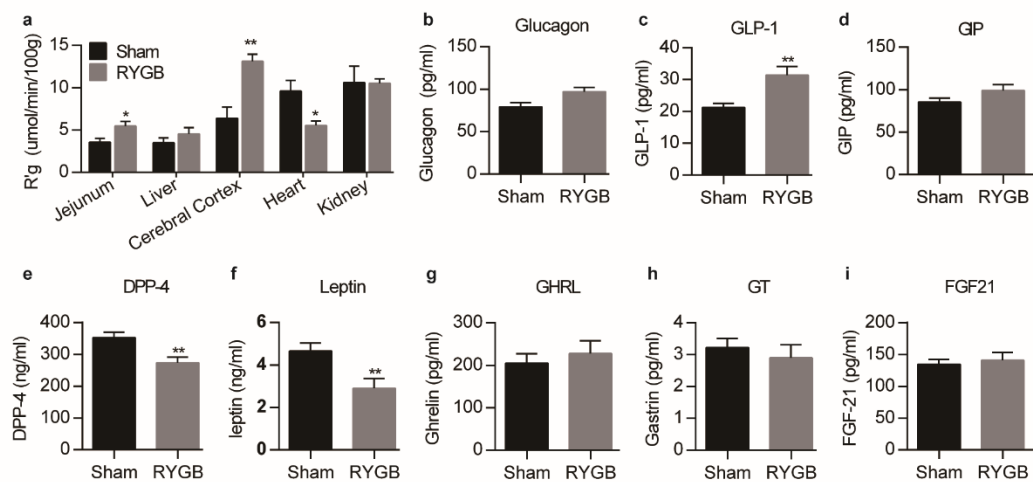 a
R'g (umol/min/100g)
15
10
5
0
Sham
RYGB
*
**
*
Jejunum
Liver
Cerebral Cortex
Heart
Kidney
b
Glucagon
Glucagon (pg/ml)
150
100
50
0
Sham RYGB
c
GLP-1
GLP-1 (pg/ml)
40
30
20
10
0
**
Sham RYGB
d
GIP
GIP (pg/ml)
150
100
50
0
Sham RYGB
e
DPP-4
DPP-4 (ng/ml)
400
300
200
100
0
**
Sham RYGB
f
Leptin
leptin (ng/ml)
6
4
2
0
**
Sham RYGB
g
GHRL
Ghrelin (pg/ml)
300
200
100
0
Sham RYGB
h
GT
Gastrin (pg/ml)
4
3
2
1
0
Sham RYGB
i
FGF21
FGF-21 (pg/ml)
200
150
100
50
0
Sham RYGB